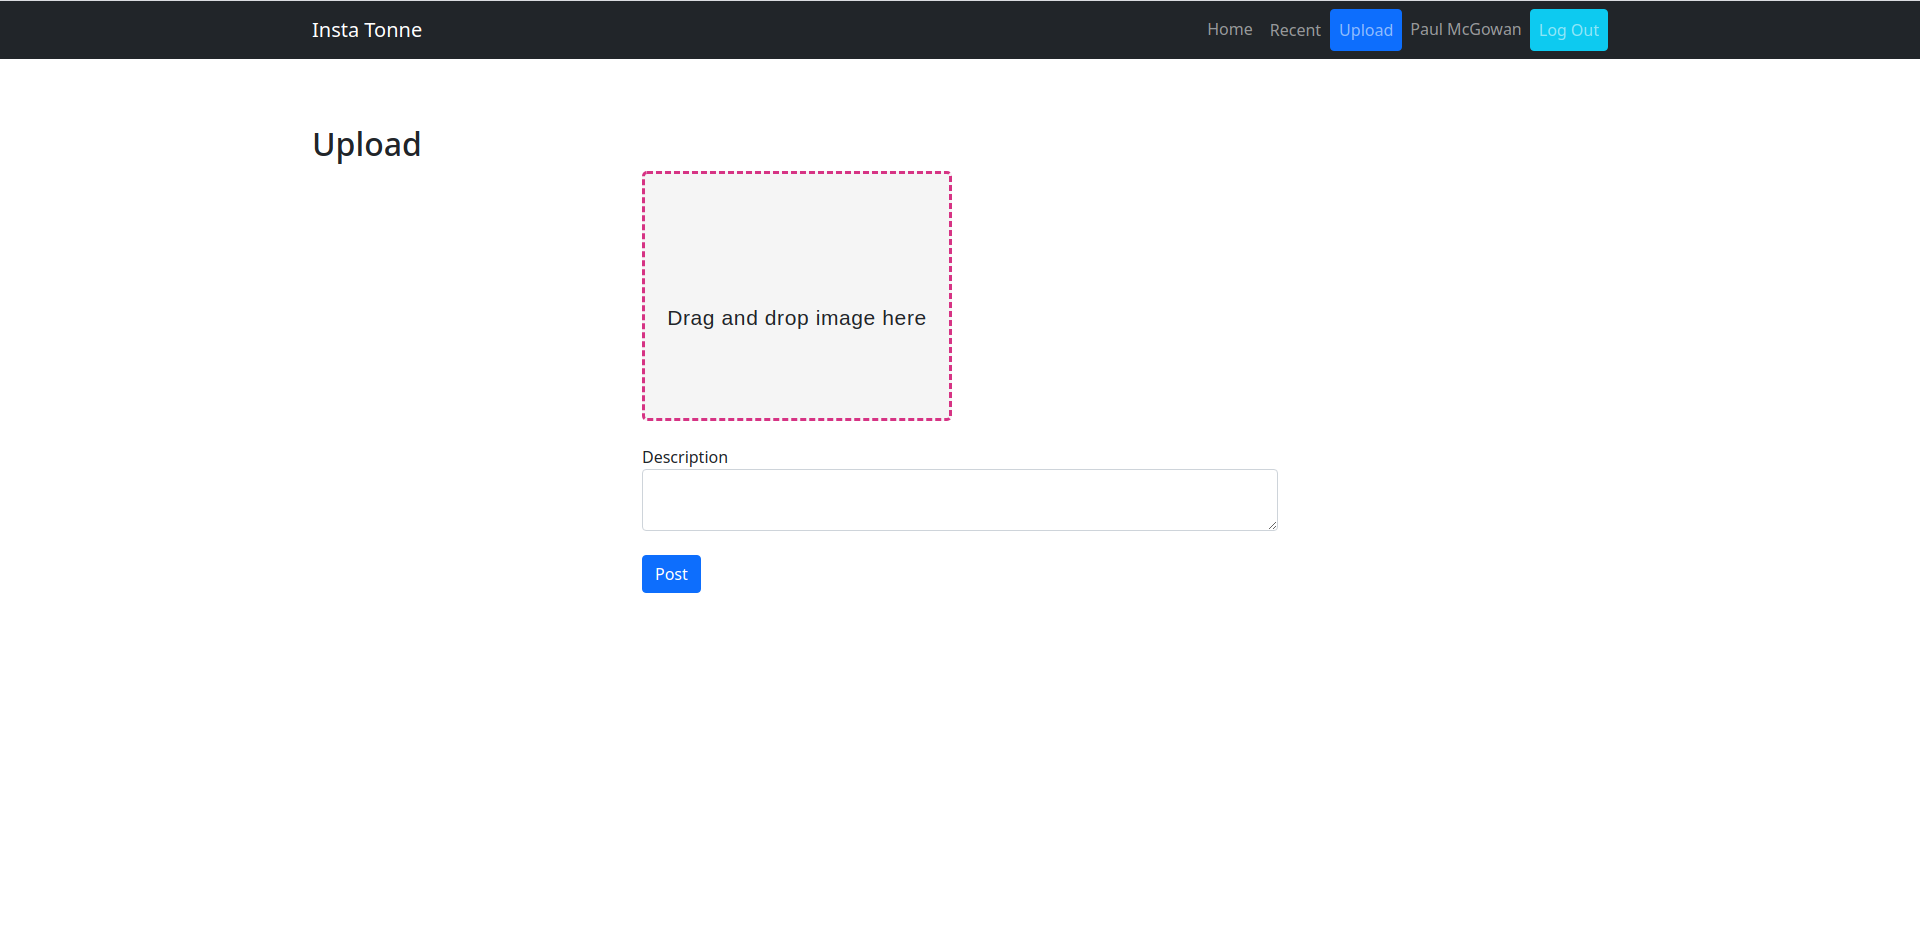 Insta Tonne Home Recent Upload Paul McGowan Log Out
Upload
Drag and drop image here
Description
Post